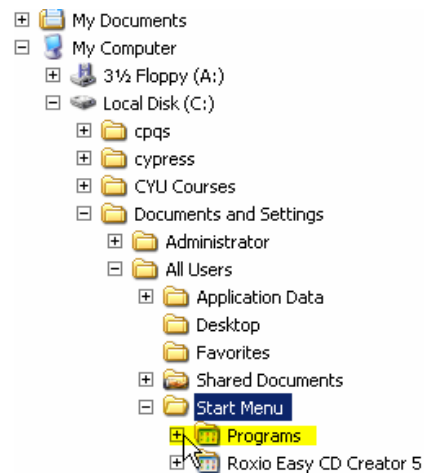 My Documents
My Computer
3½ Floppy (A:)
Local Disk (C:)
cpqs
cypress
CYU Courses
Documents and Settings
Administrator
All Users
Application Data
Desktop
Favorites
Shared Documents
Start Menu
Programs
Roxio Easy CD Creator 5